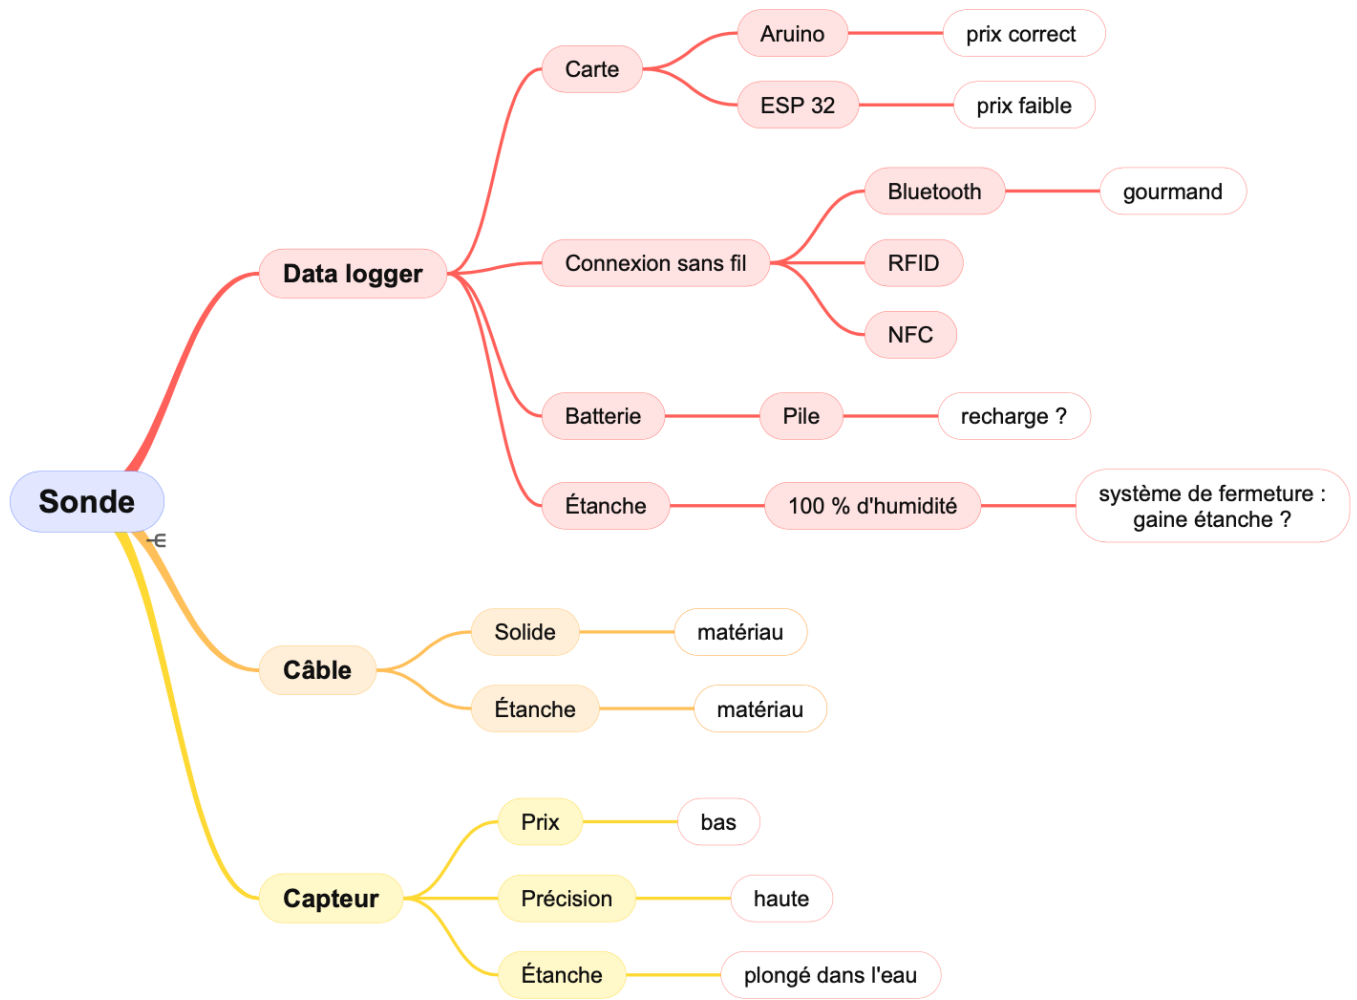 Sonde
Data logger
Carte
Aruino
prix correct
ESP 32
prix faible
Connexion sans fil
Bluetooth
gourmand
RFID
NFC
Batterie
Pile
recharge ?
Étanche
100 % d'humidité
système de fermeture :
gaine étanche ?
Câble
Solide
matériau
Étanche
matériau
Capteur
Prix
bas
Précision
haute
Étanche
plongé dans l'eau